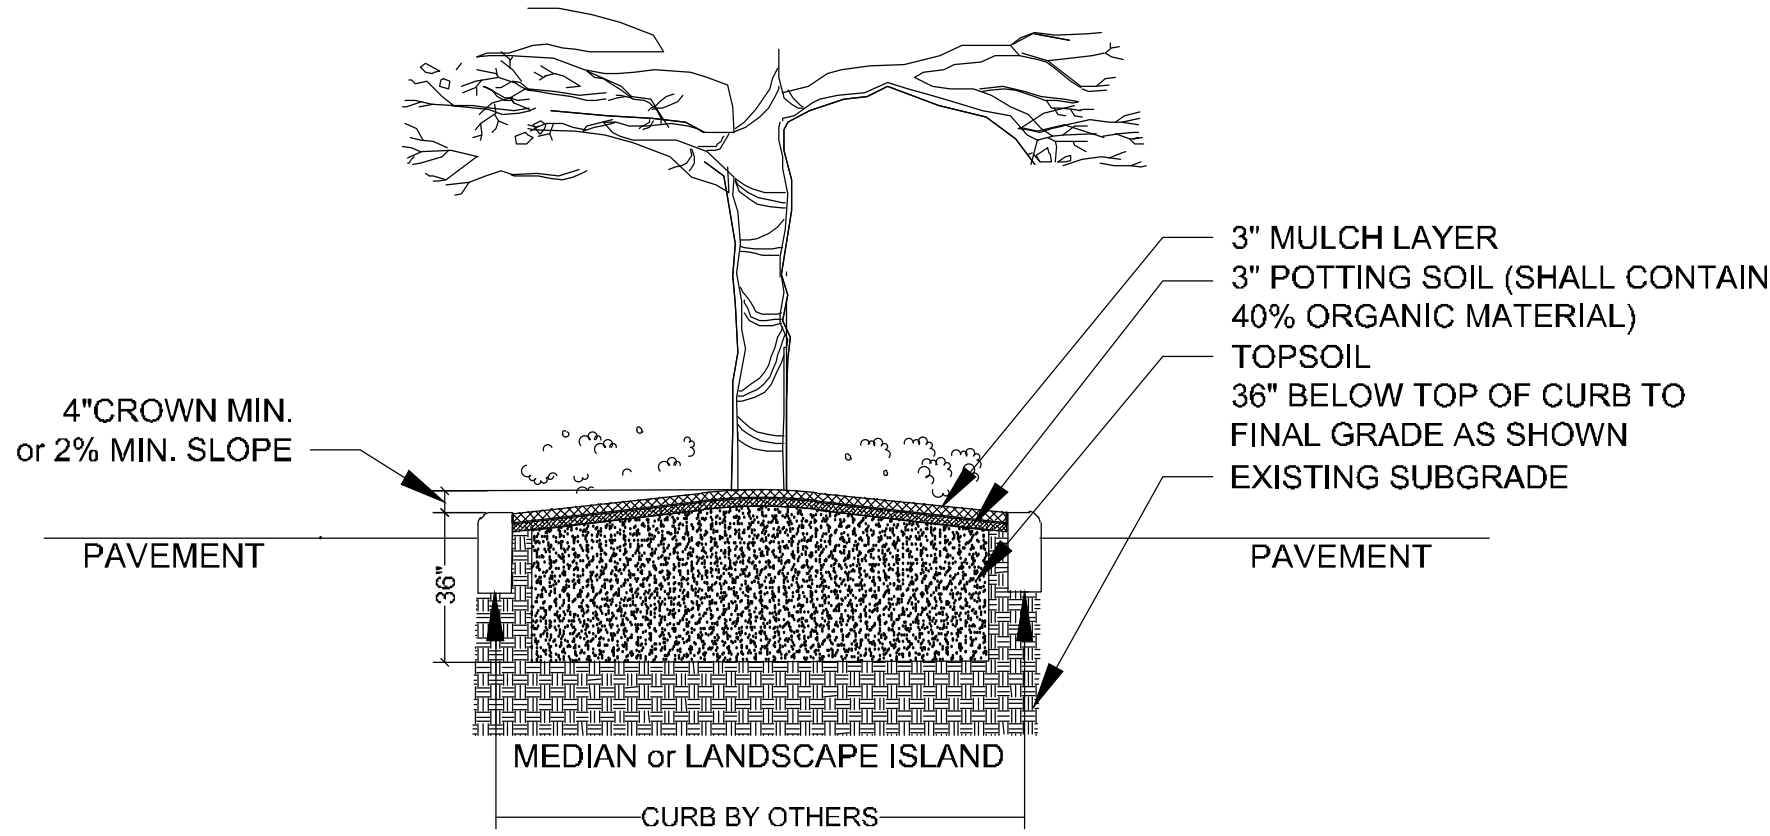 3" MULCH LAYER
3" POTTING SOIL (SHALL CONTAIN
40% ORGANIC MATERIAL)
TOPSOIL
36" BELOW TOP OF CURB TO
FINAL GRADE AS SHOWN
EXISTING SUBGRADE
4"CROWN MIN.
or 2% MIN. SLOPE
PAVEMENT
36"
PAVEMENT
MEDIAN or LANDSCAPE ISLAND
CURB BY OTHERS